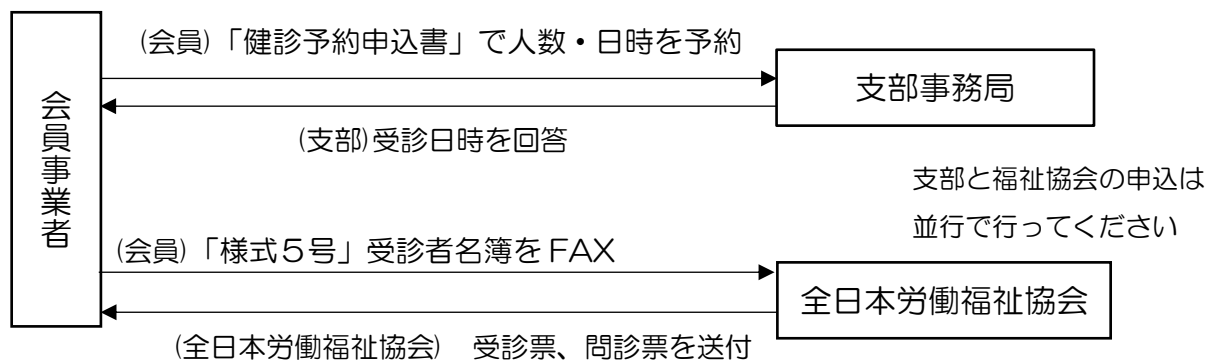 (会員)「健診予約申込書」で人数・日時を予約
会員事業者
支部事務局
(支部)受診日時を回答
支部と福祉協会の申込は
並行で行ってください
(会員)「様式5号」受診者名簿をFAX
全日本労働福祉協会
(全日本労働福祉協会) 受診票、問診票を送付